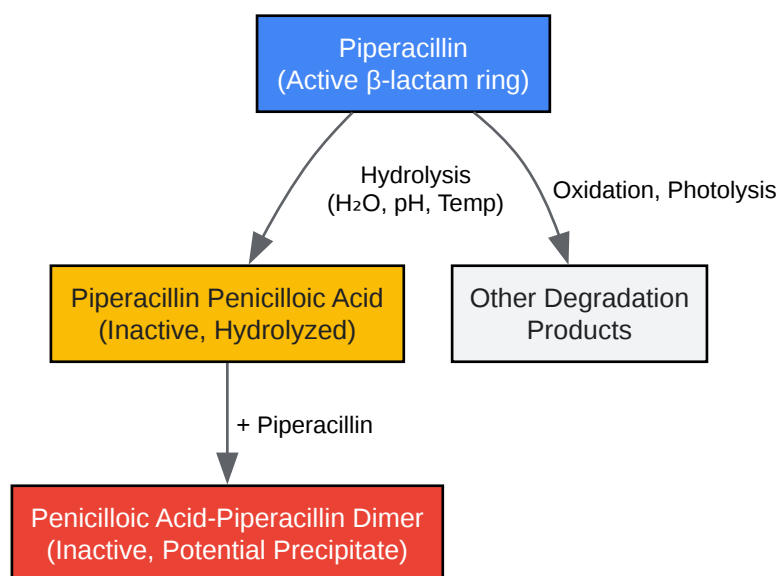 Piperacillin
(Active β-lactam ring)
Hydrolysis
(H₂O, pH, Temp)
Oxidation, Photolysis
Piperacillin Penicilloic Acid
(Inactive, Hydrolyzed)
Other Degradation
Products
+ Piperacillin
Penicilloic Acid-Piperacillin Dimer
(Inactive, Potential Precipitate)